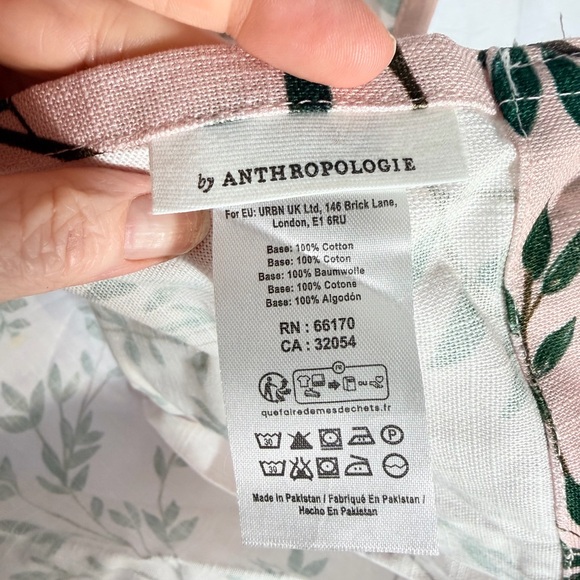 by ANTHROPOLOGIE
For EU: URBN UK Ltd, 146 Brick Lane,
London, E1 6RU
Base: 100% Cotton
Base: 100% Coton
Base: 100% Baumwolle
Base: 100% Cotone
Base: 100% Algodón
RN : 66170
CA : 32054
FR
OU
quefairedemesdechets.fr
30 P
30
Made in Pakistan / Fabriqué En Pakistan /
Hecho En Pakistan